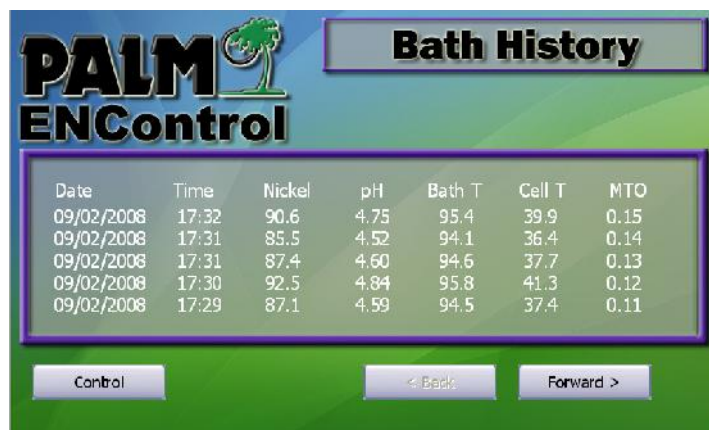 PALM
ENControl
Bath History
Date Time Nickel pH Bath T Cell T MTO
09/02/2008 17:32 90.6 4.75 95.4 39.9 0.15
09/02/2008 17:31 85.5 4.52 94.1 36.4 0.14
09/02/2008 17:31 87.4 4.60 94.6 37.7 0.13
09/02/2008 17:30 92.5 4.84 95.8 41.3 0.12
09/02/2008 17:29 87.1 4.59 94.5 37.4 0.11
Control < Back Forward >